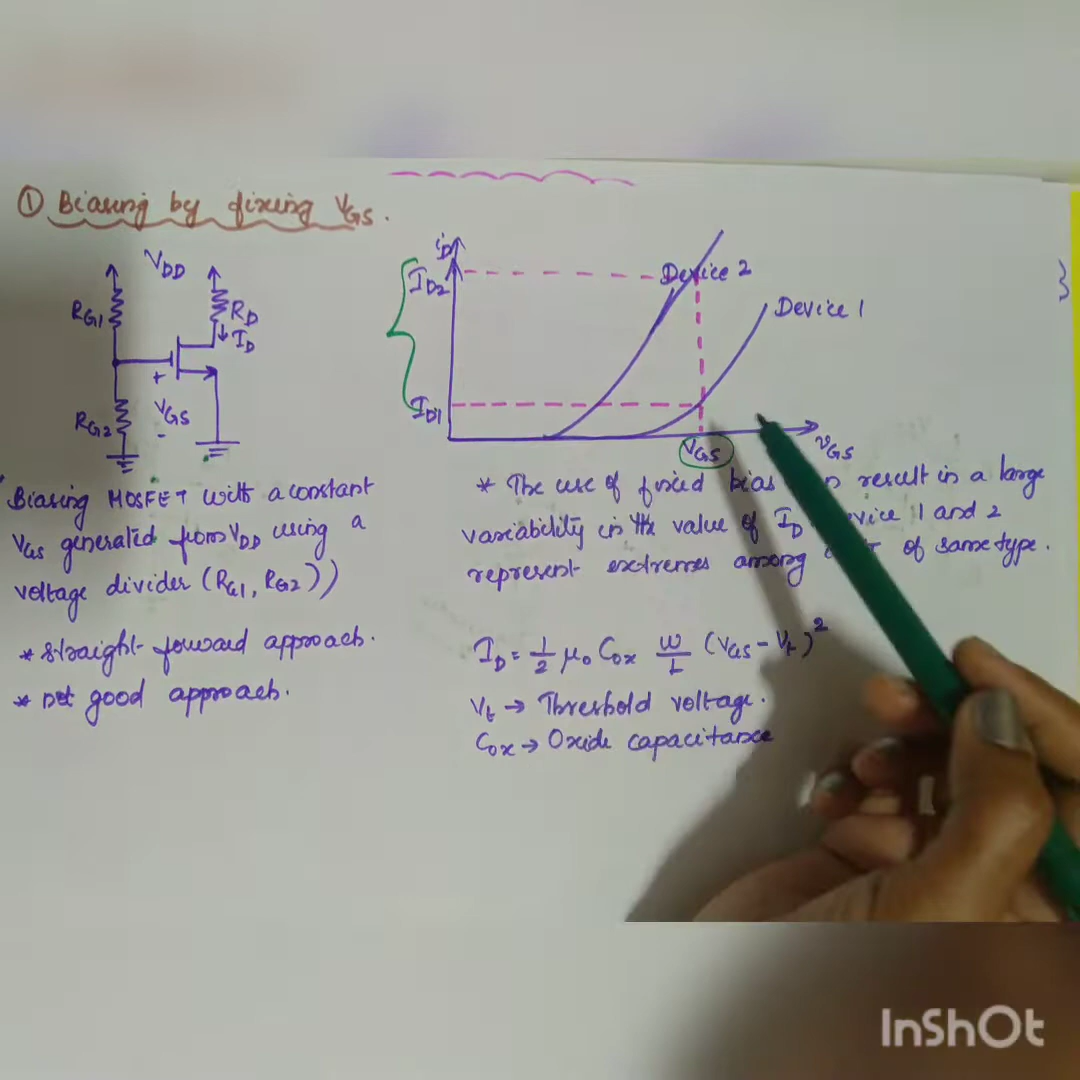 ① Biasing by fixing VGS.
VDD
RG1
RD
ID
+
VGS
-
RG2
iD
ID2
Device 2
Device 1
ID1
VGS
vGS
Biasing MOSFET with a constant
VGS generated from VDD using a
voltage divider (RG1, RG2))
* straight forward approach.
* not good approach.
* The use of fixed bias result in a large
variability in the value of ID Device 1 and 2
represent extremes among of same type.
ID = 1/2 μo Cox W/L (VGS - Vt)²
Vt → Threshold voltage.
Cox → Oxide capacitance
InShOt